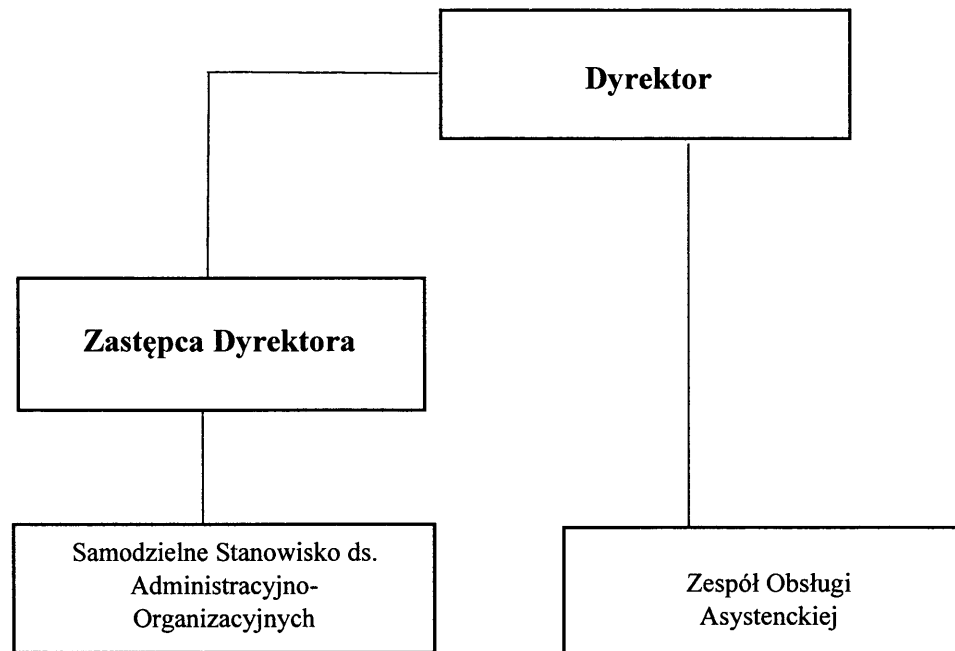 Dyrektor
Zastępca Dyrektora
Samodzielne Stanowisko ds.
Administracyjno-
Organizacyjnych
Zespół Obsługi
Asystenckiej